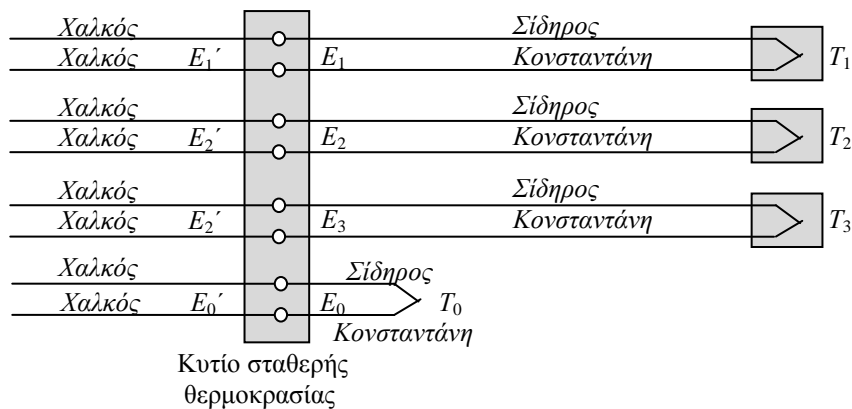 Χαλκός Σίδηρος
Χαλκός E1´ E1 Κονσταντάνη T1
Χαλκός Σίδηρος
Χαλκός E2´ E2 Κονσταντάνη T2
Χαλκός Σίδηρος
Χαλκός E2´ E3 Κονσταντάνη T3
Χαλκός Σίδηρος
Χαλκός E0´ E0 T0
Κονσταντάνη
Κυτίο σταθερής
θερμοκρασίας